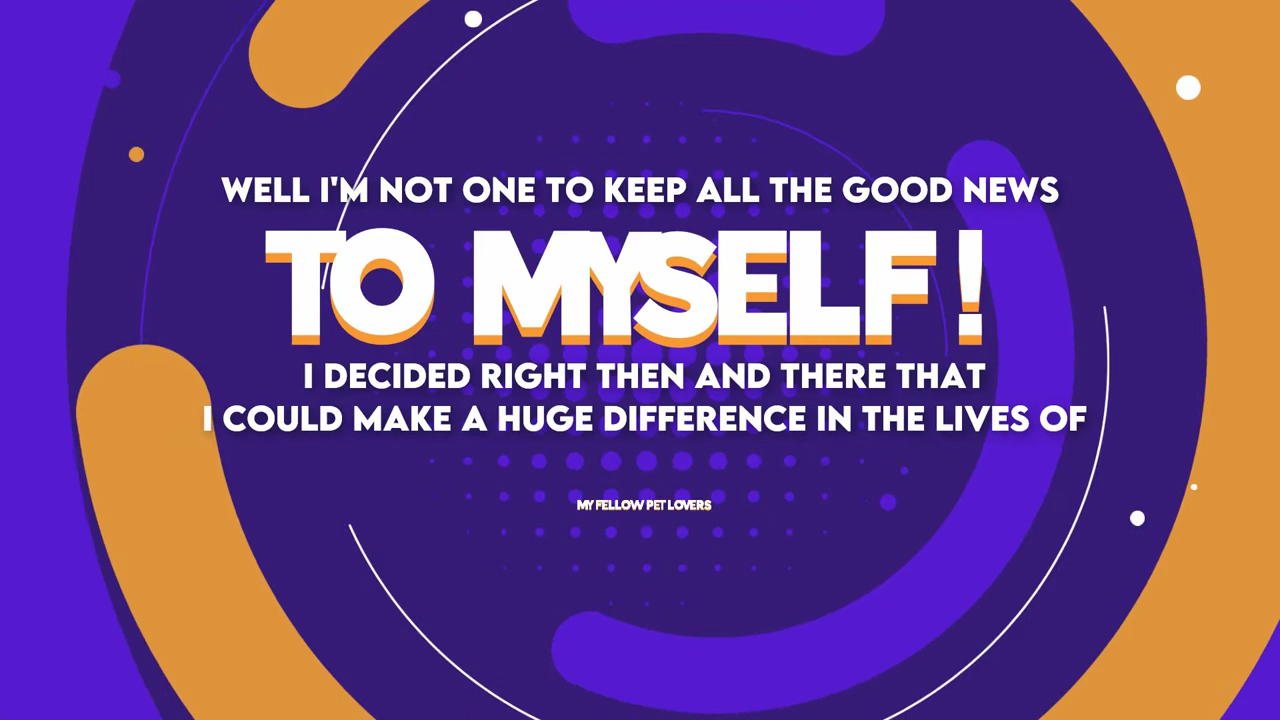 WELL I'M NOT ONE TO KEEP ALL THE GOOD NEWS
TO MYSELF!
I DECIDED RIGHT THEN AND THERE THAT
I COULD MAKE A HUGE DIFFERENCE IN THE LIVES OF
MY FELLOW PET LOVERS